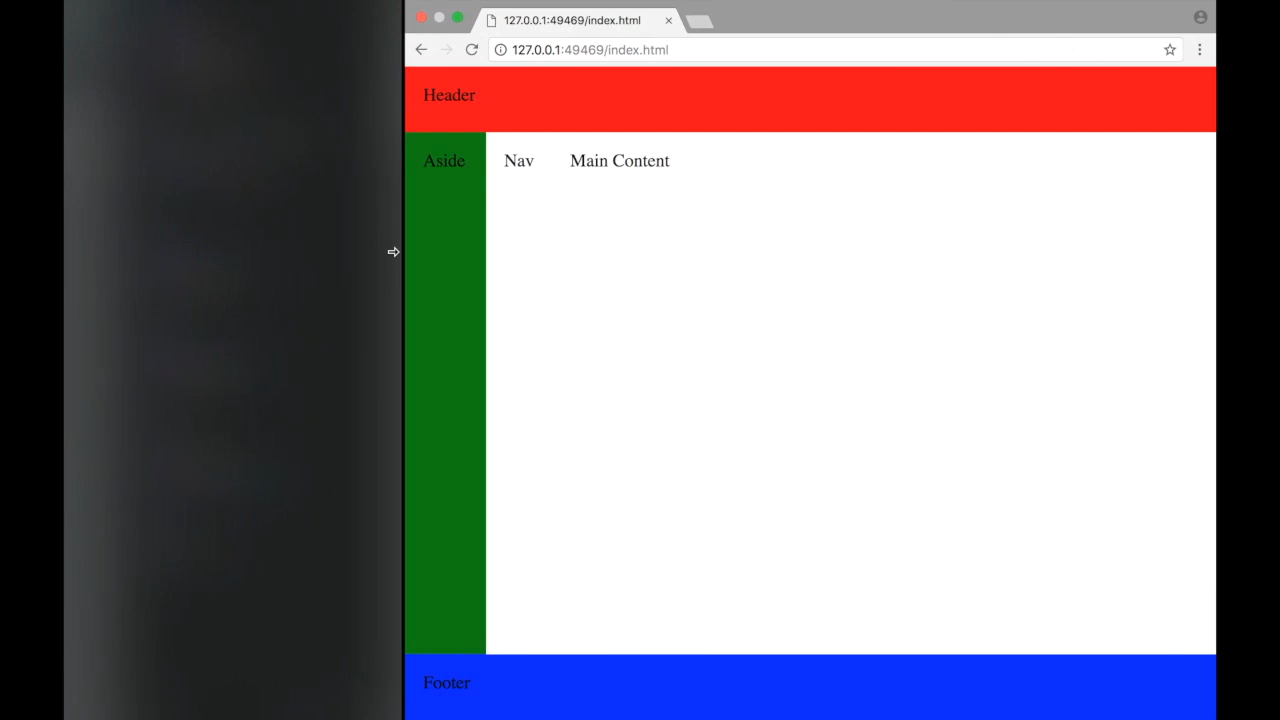 127.0.0.1:49469/index.html
127.0.0.1:49469/index.html
Header
Aside Nav Main Content
Footer